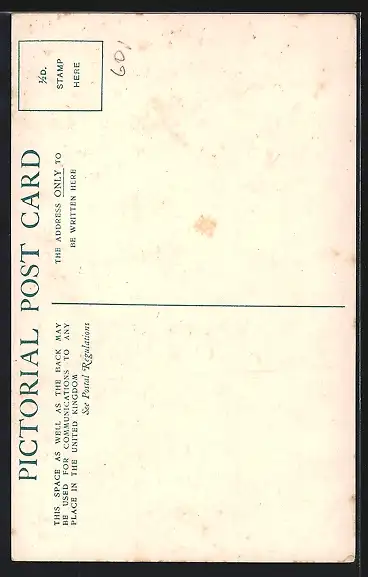 PICTORIAL POST CARD
THIS SPACE AS WELL AS THE BACK MAY
BE USED FOR COMMUNICATIONS TO ANY
PLACE IN THE UNITED KINGDOM
See Postal Regulations
THE ADDRESS ONLY TO
BE WRITTEN HERE
½D.
STAMP
HERE
60,